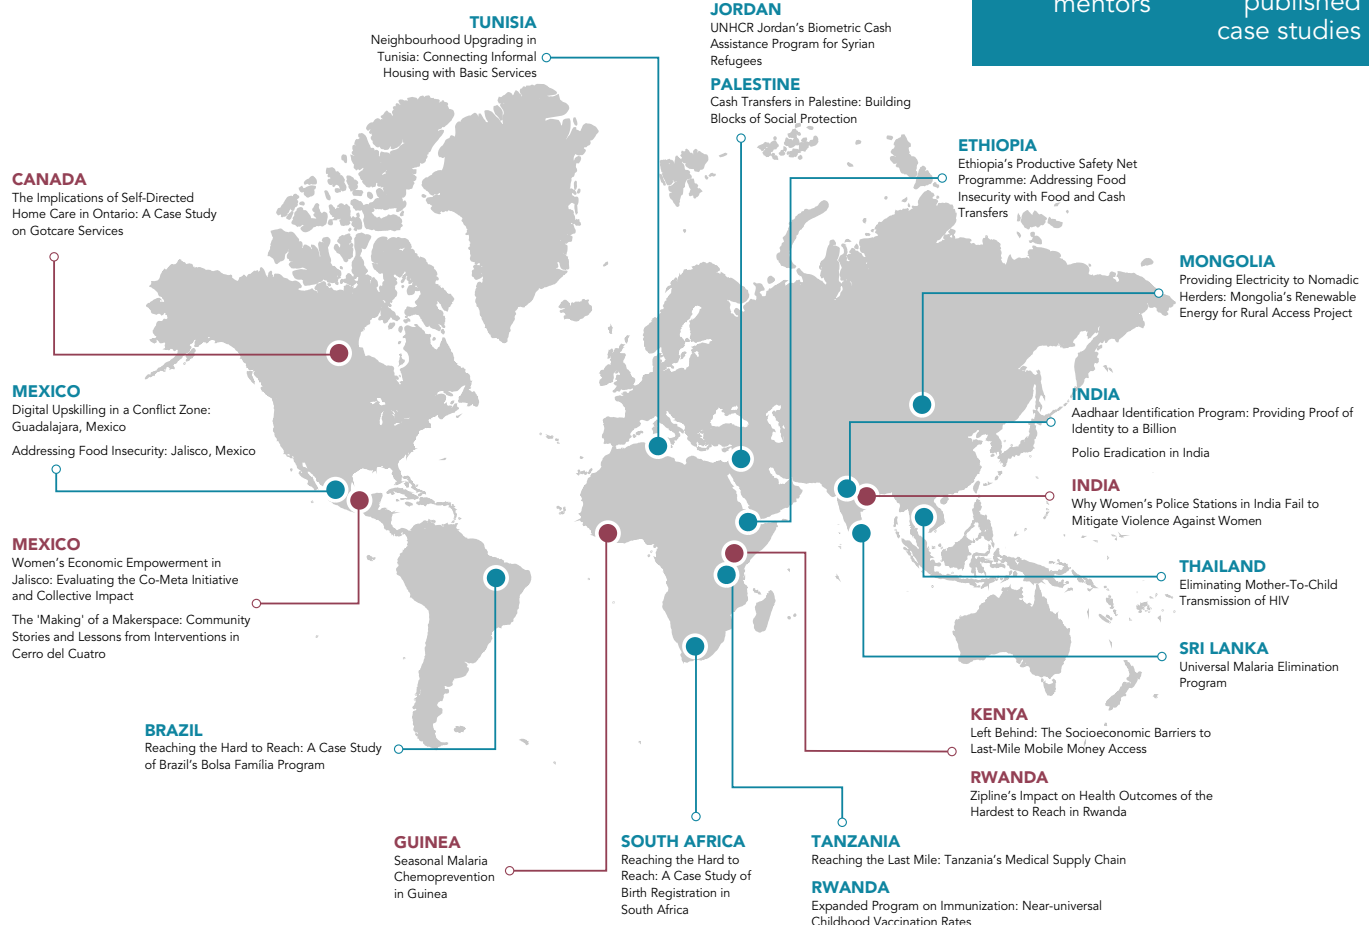 mentors
published
case studies
TUNISIA
Neighbourhood Upgrading in
Tunisia: Connecting Informal
Housing with Basic Services
JORDAN
UNHCR Jordan's Biometric Cash
Assistance Program for Syrian
Refugees
PALESTINE
Cash Transfers in Palestine: Building
Blocks of Social Protection
ETHIOPIA
Ethiopia's Productive Safety Net
Programme: Addressing Food
Insecurity with Food and Cash
Transfers
CANADA
The Implications of Self-Directed
Home Care in Ontario: A Case Study
on Gotcare Services
MONGOLIA
Providing Electricity to Nomadic
Herders: Mongolia's Renewable
Energy for Rural Access Project
MEXICO
Digital Upskilling in a Conflict Zone:
Guadalajara, Mexico
Addressing Food Insecurity: Jalisco, Mexico
INDIA
Aadhaar Identification Program: Providing Proof of
Identity to a Billion
Polio Eradication in India
INDIA
Why Women's Police Stations in India Fail to
Mitigate Violence Against Women
MEXICO
Women's Economic Empowerment in
Jalisco: Evaluating the Co-Meta Initiative
and Collective Impact
The 'Making' of a Makerspace: Community
Stories and Lessons from Interventions in
Cerro del Cuatro
THAILAND
Eliminating Mother-To-Child
Transmission of HIV
SRI LANKA
Universal Malaria Elimination
Program
BRAZIL
Reaching the Hard to Reach: A Case Study
of Brazil's Bolsa Família Program
KENYA
Left Behind: The Socioeconomic Barriers to
Last-Mile Mobile Money Access
RWANDA
Zipline's Impact on Health Outcomes of the
Hardest to Reach in Rwanda
GUINEA
Seasonal Malaria
Chemoprevention
in Guinea
SOUTH AFRICA
Reaching the Hard to
Reach: A Case Study of
Birth Registration in
South Africa
TANZANIA
Reaching the Last Mile: Tanzania's Medical Supply Chain
RWANDA
Expanded Program on Immunization: Near-universal
Childhood Vaccination Rates